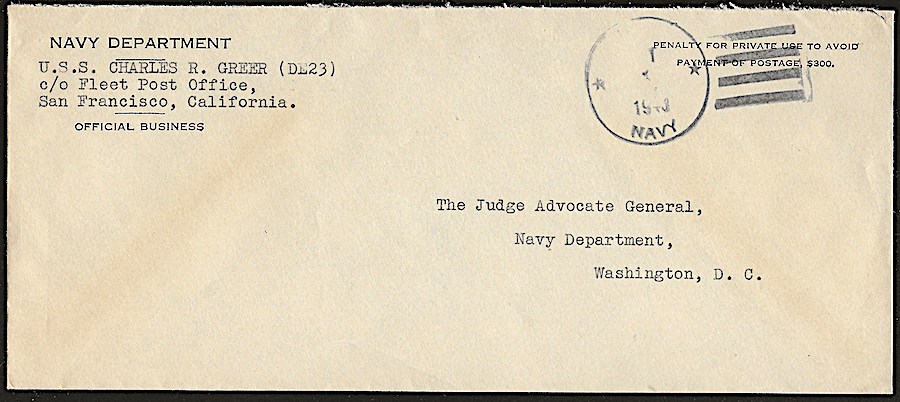 NAVY DEPARTMENT
U.S.S. CHARLES R. GREER (DE23)
c/o Fleet Post Office,
San Francisco, California.
OFFICIAL BUSINESS
PENALTY FOR PRIVATE USE TO AVOID
PAYMENT OF POSTAGE, $300.
1
NAVY
The Judge Advocate General,
Navy Department,
Washington, D. C.